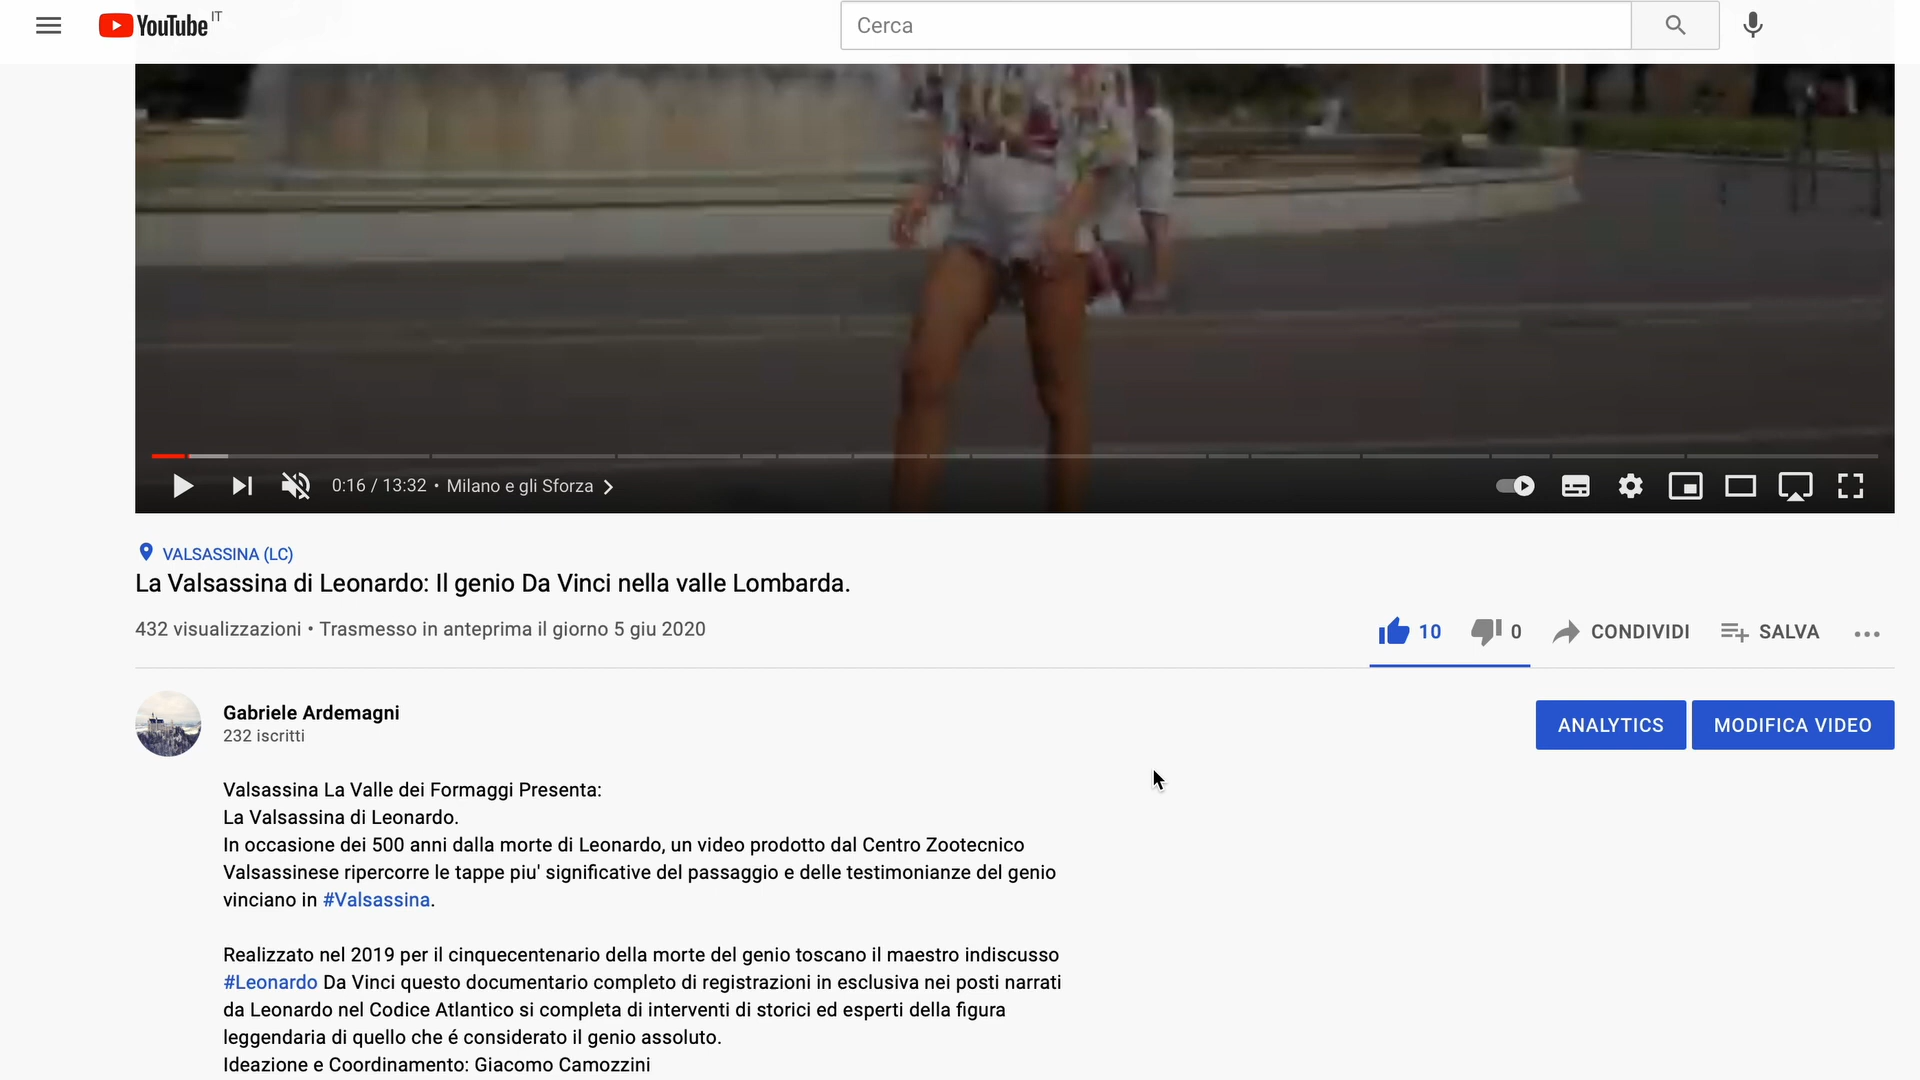 YouTube IT
Cerca
0:16 / 13:32 • Milano e gli Sforza
VALSASSINA (LC)
La Valsassina di Leonardo: Il genio Da Vinci nella valle Lombarda.
432 visualizzazioni • Trasmesso in anteprima il giorno 5 giu 2020
10 0 CONDIVIDI SALVA
Gabriele Ardemagni
232 iscritti
ANALYTICS MODIFICA VIDEO
Valsassina La Valle dei Formaggi Presenta:
La Valsassina di Leonardo.
In occasione dei 500 anni dalla morte di Leonardo, un video prodotto dal Centro Zootecnico
Valsassinese ripercorre le tappe piu' significative del passaggio e delle testimonianze del genio
vinciano in #Valsassina.
Realizzato nel 2019 per il cinquecentenario della morte del genio toscano il maestro indiscusso
#Leonardo Da Vinci questo documentario completo di registrazioni in esclusiva nei posti narrati
da Leonardo nel Codice Atlantico si completa di interventi di storici ed esperti della figura
leggendaria di quello che é considerato il genio assoluto.
Ideazione e Coordinamento: Giacomo Camozzini